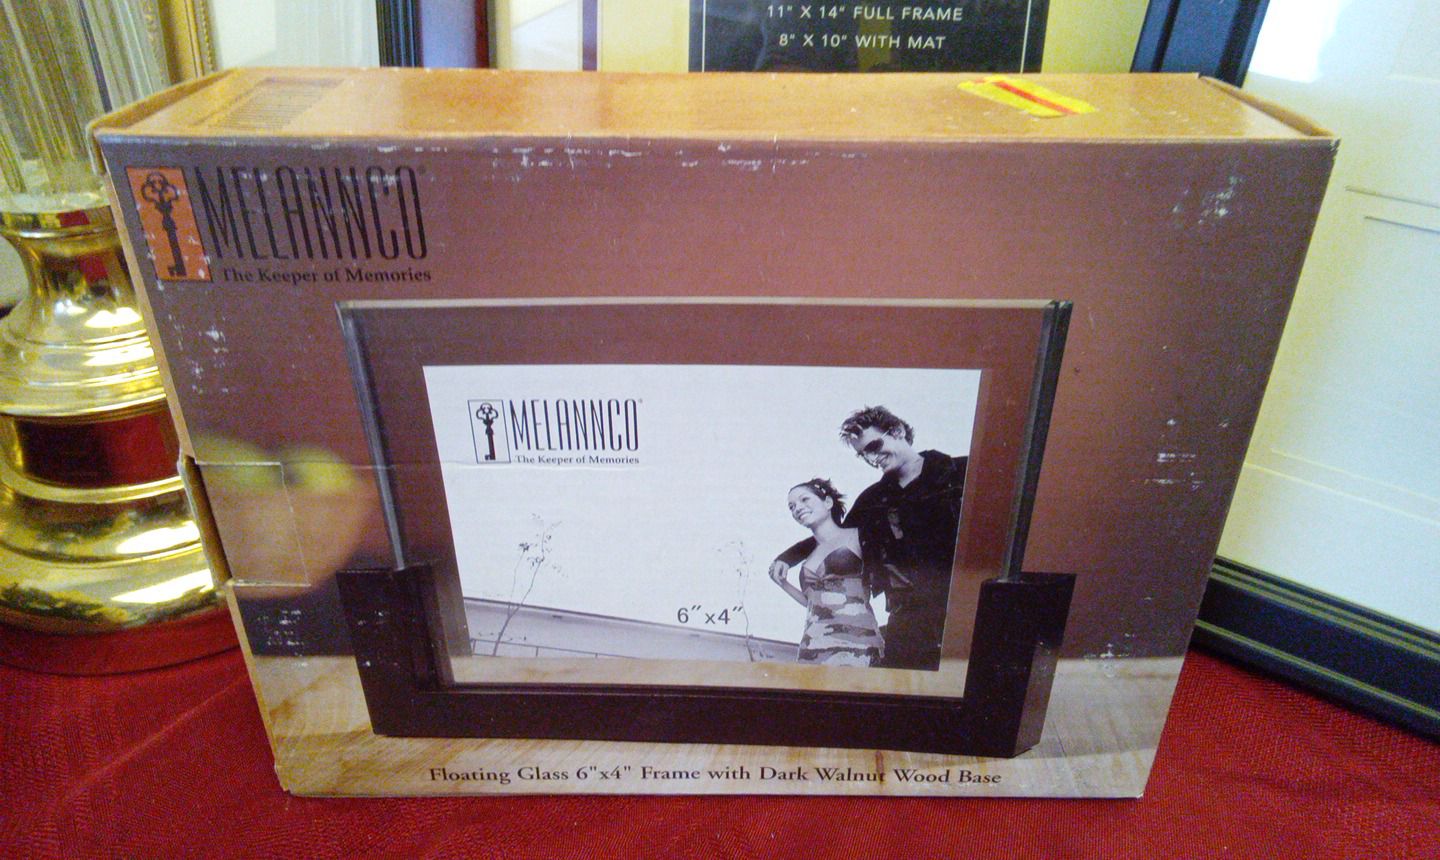 11" X 14" FULL FRAME
8" X 10" WITH MAT
MELANNCO®
The Keeper of Memories
MELANNCO®
The Keeper of Memories
6"x4"
Floating Glass 6"x4" Frame with Dark Walnut Wood Base